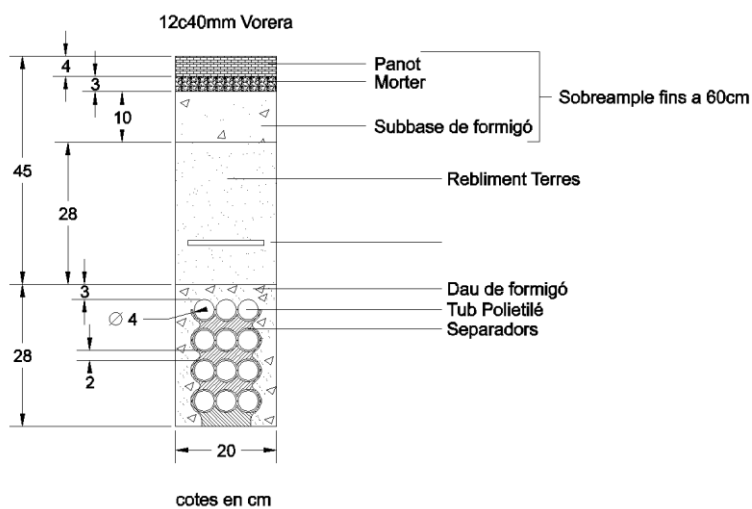 12c40mm Vorera
4
3
10
45
28
Panot
Morter
Subbase de formigó
Sobreample fins a 60cm
Rebliment Terres
3
Ø 4
28
2
Dau de formigó
Tub Polietilé
Separadors
20
cotes en cm